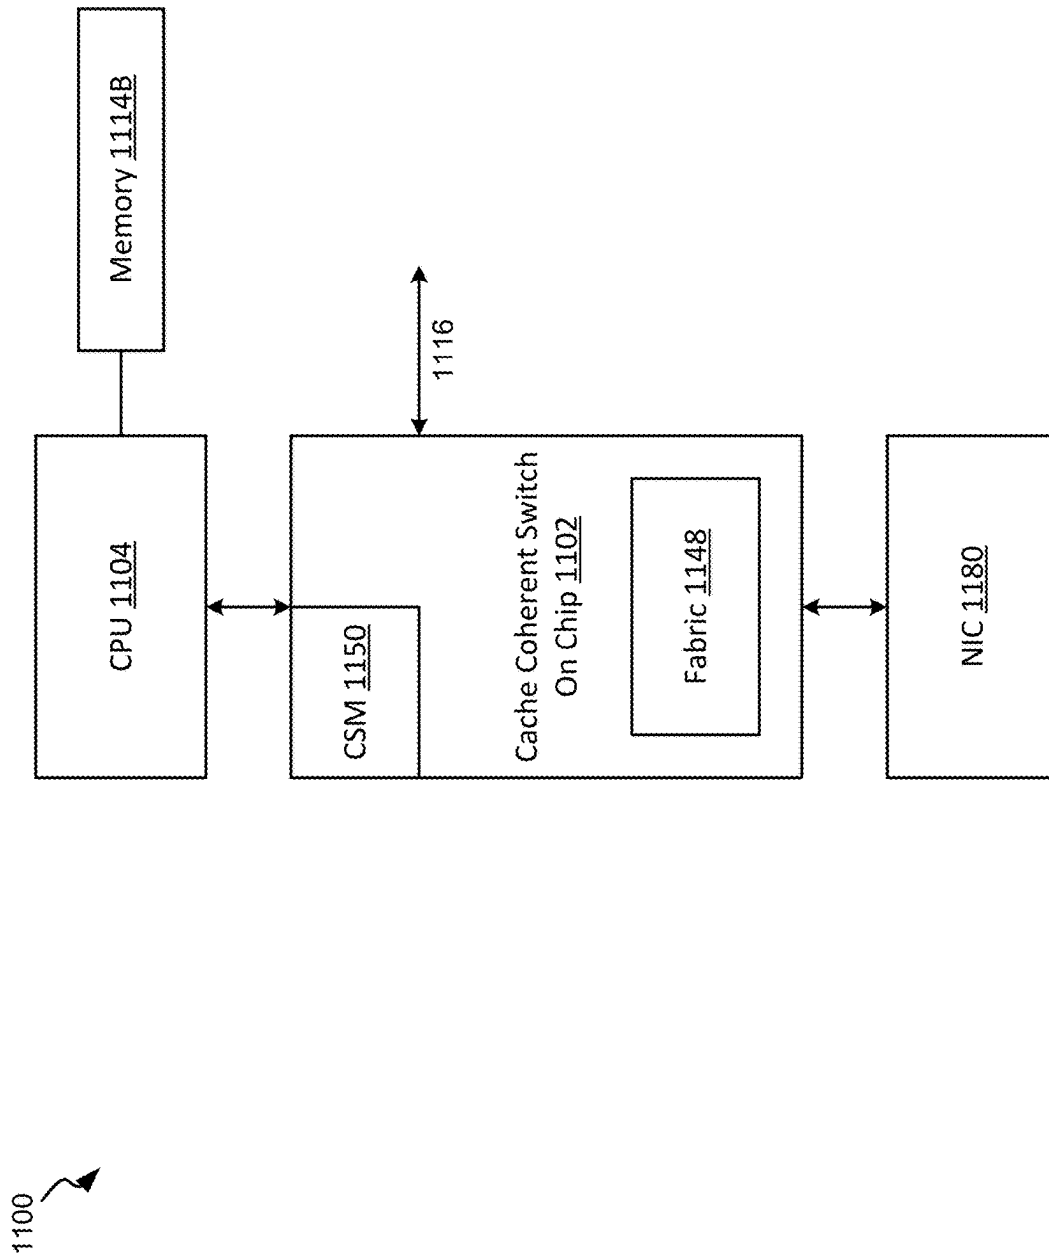 Memory 1114B
1116
CPU 1104
CSM 1150
Cache Coherent Switch
On Chip 1102
Fabric 1148
NIC 1180
1100